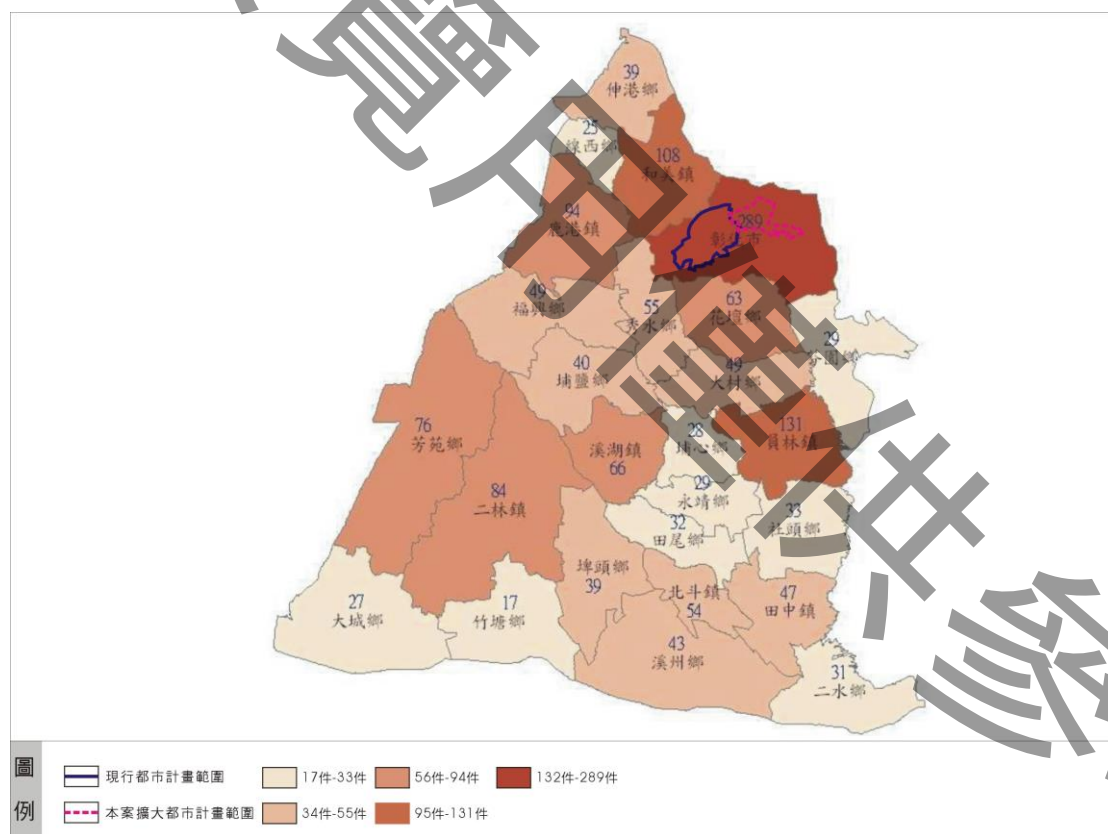 39
伸港鄉
25
線西鄉
108
和美鎮
94
鹿港鎮
289
彰化市
49
福興鄉
55
秀水鄉
63
花壇鄉
29
芬園鄉
40
埔鹽鄉
49
大村鄉
76
芳苑鄉
溪湖鎮
66
28
埔心鄉
131
員林鎮
84
二林鎮
29
永靖鄉
32
田尾鄉
33
社頭鄉
埤頭鄉
39
北斗鎮
54
47
田中鎮
27
大城鄉
17
竹塘鄉
43
溪州鄉
31
二水鄉
圖例
現行都市計畫範圍
17件-33件
56件-94件
132件-289件
本案擴大都市計畫範圍
34件-55件
95件-131件
覽用僅供參